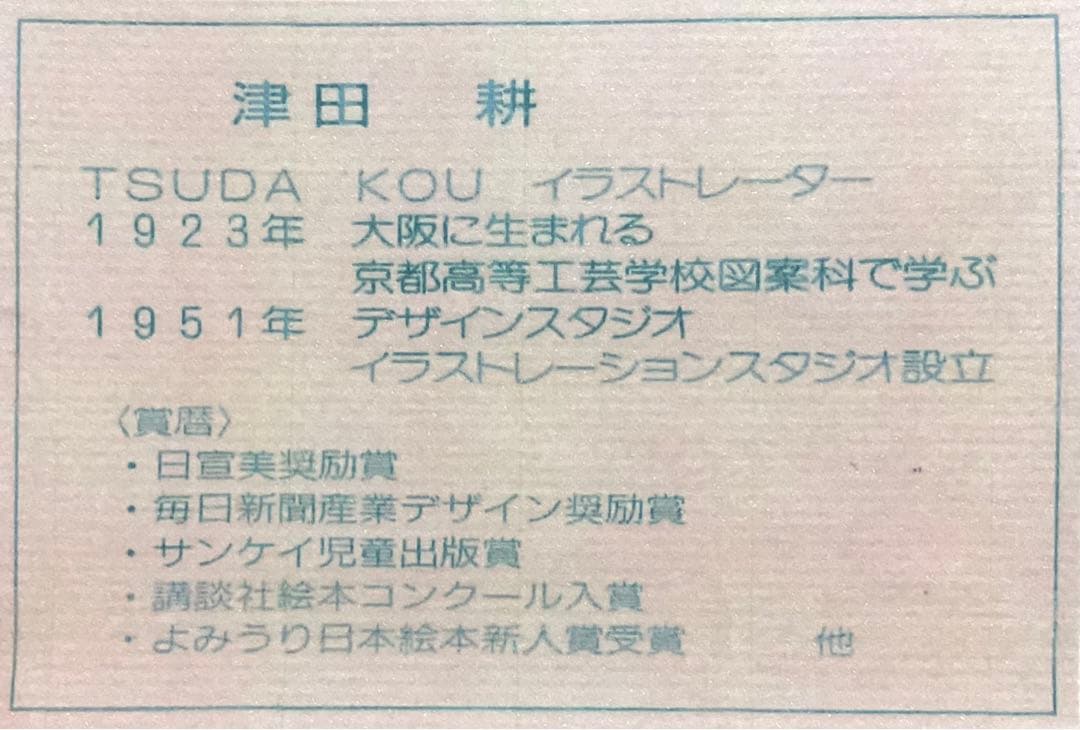 津田　耕
TSUDA　KOU　イラストレーター
1923年　大阪に生まれる
京都高等工芸学校図案科で学ぶ
1951年　デザインスタジオ
イラストレーションスタジオ設立
〈賞暦〉
・日宣美奨励賞
・毎日新聞産業デザイン奨励賞
・サンケイ児童出版賞
・講談社絵本コンクール入賞
・よみうり日本絵本新人賞受賞　　　他